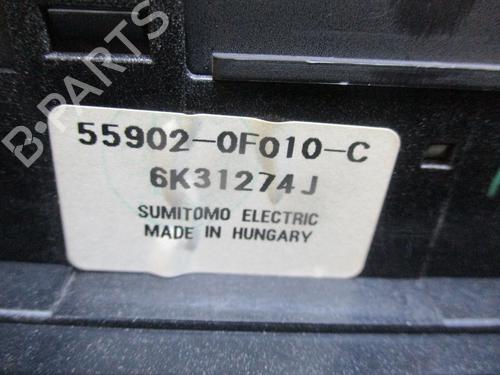 B-PARTS
55902-0F010-C
6K31274J
SUMITOMO ELECTRIC
MADE IN HUNGARY